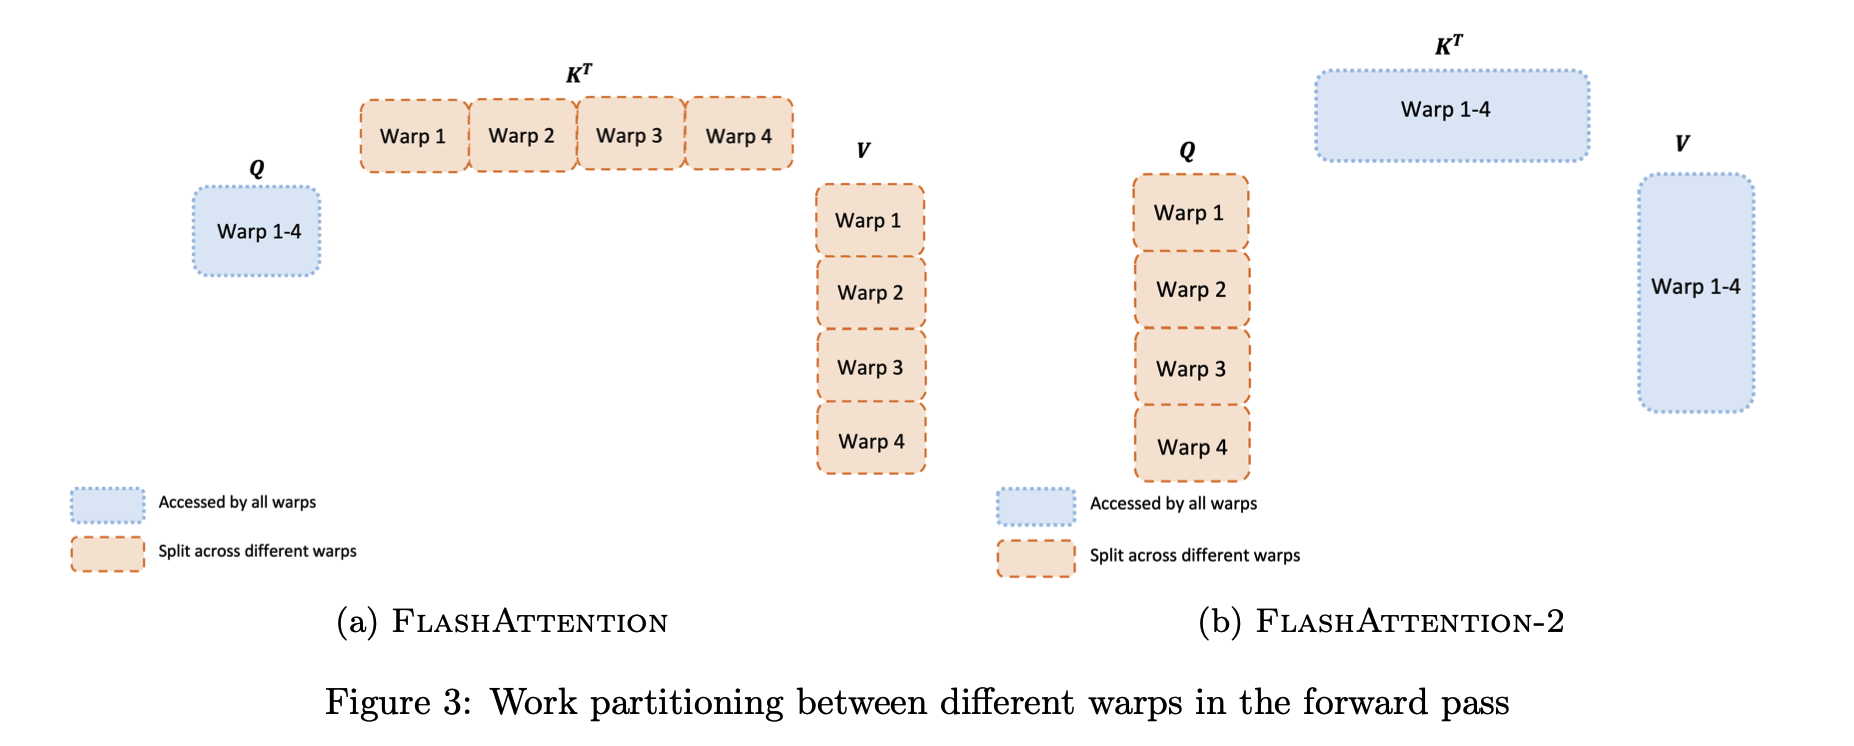 Kᵀ
Warp 1 Warp 2 Warp 3 Warp 4
Q
Warp 1-4
V
Warp 1
Warp 2
Warp 3
Warp 4
Accessed by all warps
Split across different warps
(a) FLASHATTENTION
Kᵀ
Warp 1-4
Q
Warp 1
Warp 2
Warp 3
Warp 4
V
Warp 1-4
Accessed by all warps
Split across different warps
(b) FLASHATTENTION-2
Figure 3: Work partitioning between different warps in the forward pass